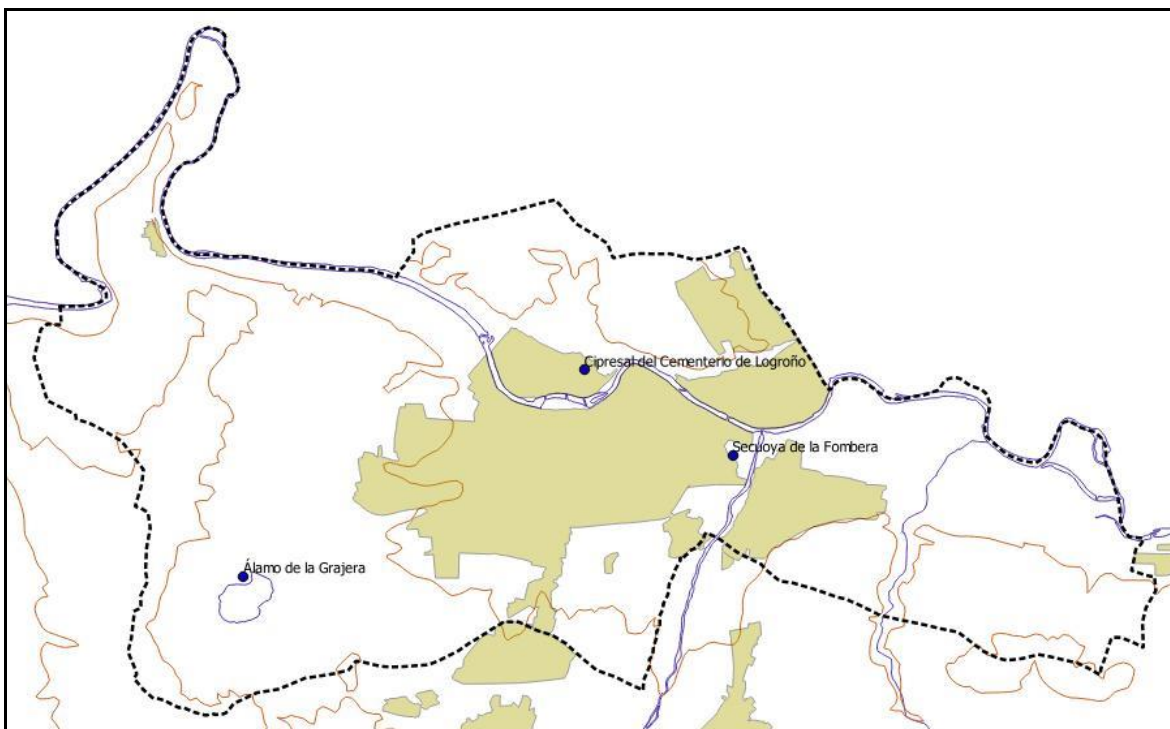 Cipresal del Cementerio de Logroño
Secuoya de la Fombera
Álamo de la Grajera